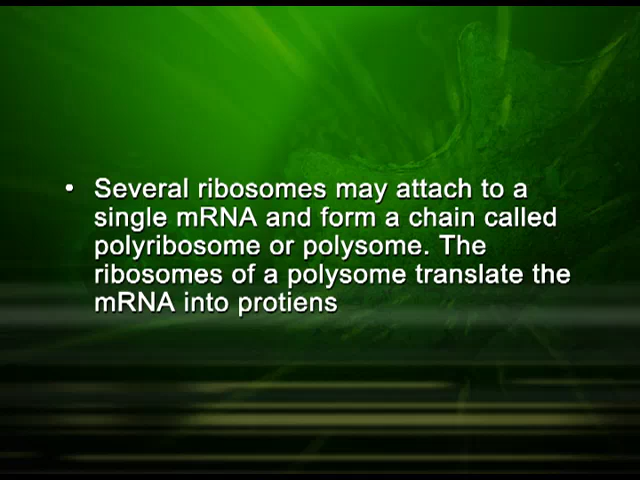 • Several ribosomes may attach to a
single mRNA and form a chain called
polyribosome or polysome. The
ribosomes of a polysome translate the
mRNA into protiens